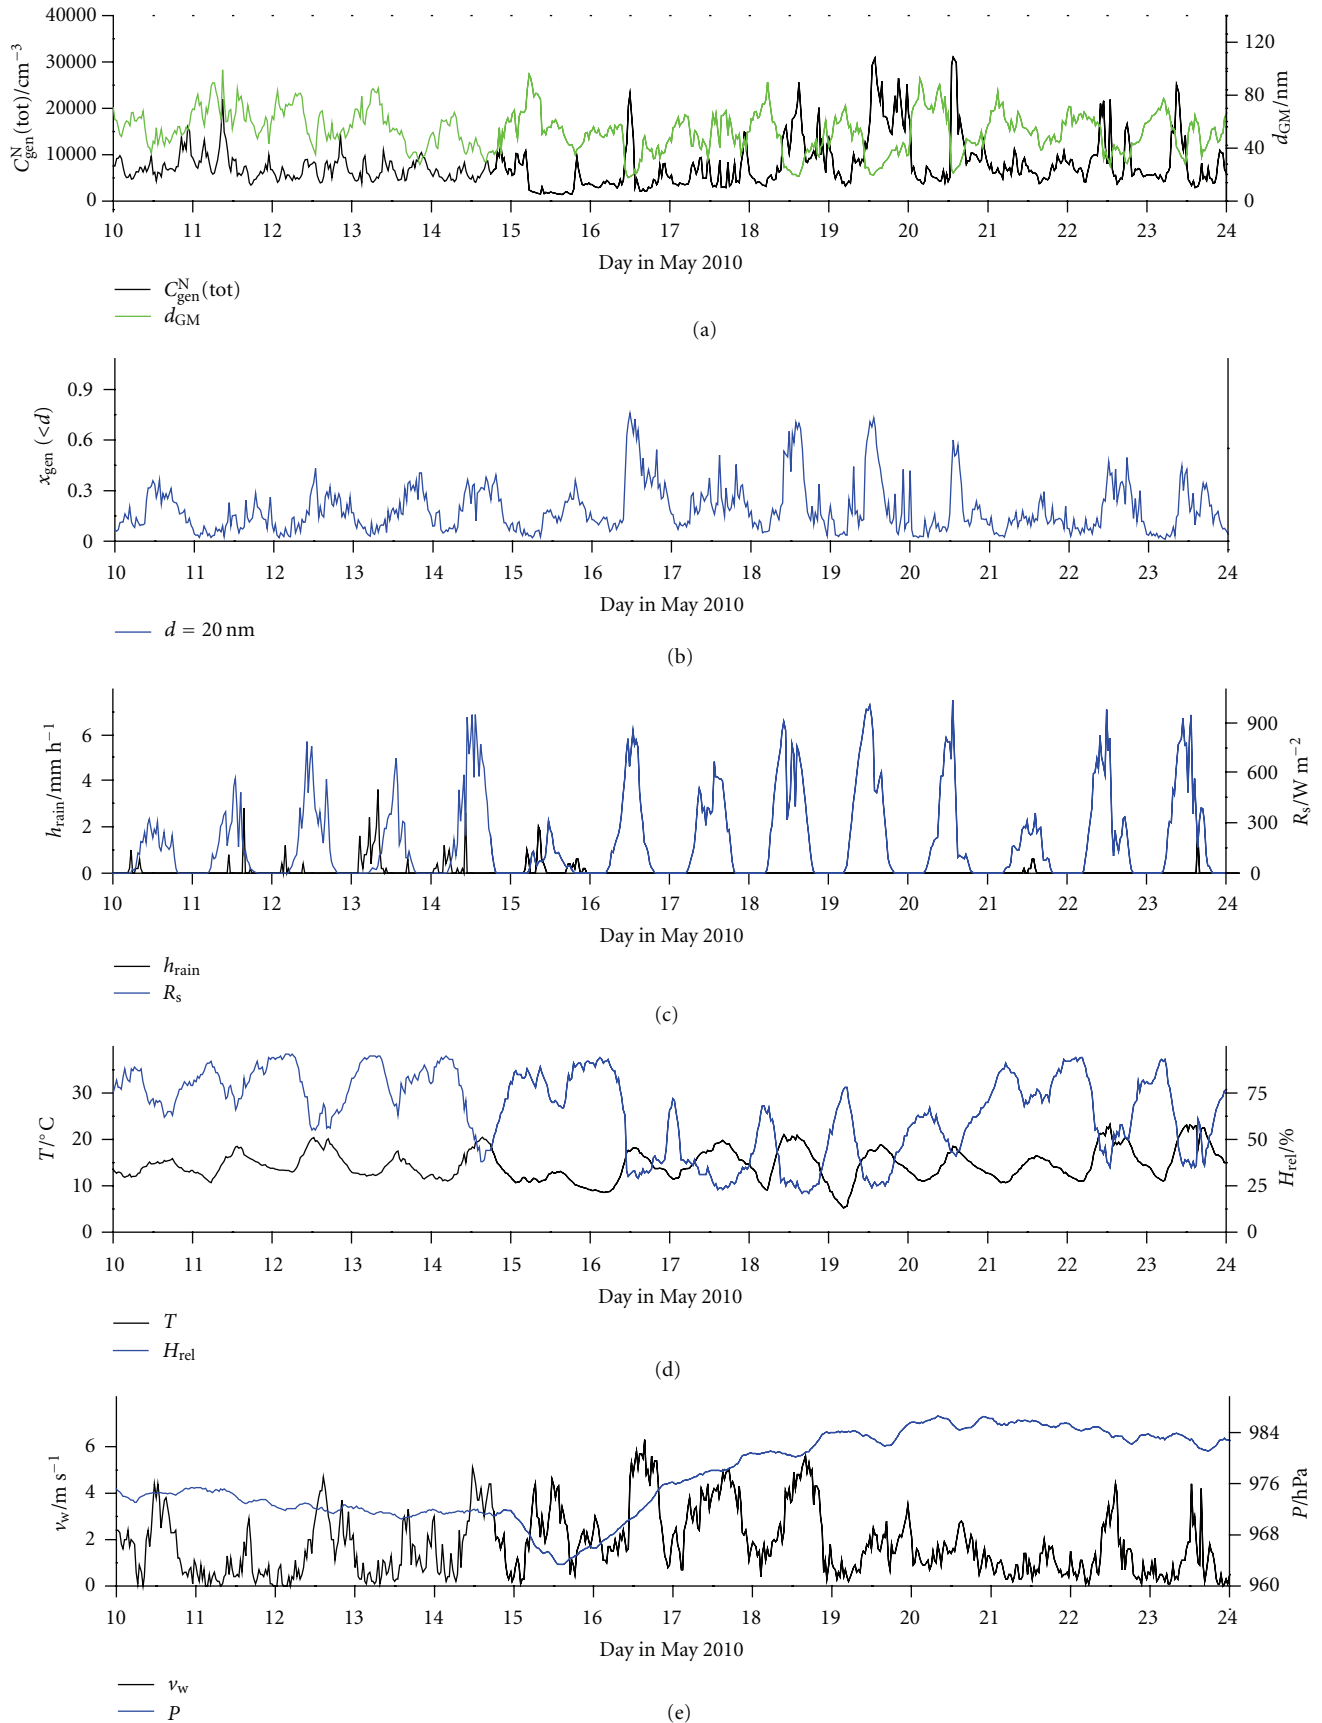 40000
30000
20000
10000
0
C^N_gen(tot)/cm−3
120
80
40
0
d_GM/nm
10 11 12 13 14 15 16 17 18 19 20 21 22 23 24
Day in May 2010
C^N_gen(tot)
d_GM
(a)
0.9
0.6
0.3
0
x_gen (<d)
10 11 12 13 14 15 16 17 18 19 20 21 22 23 24
Day in May 2010
d = 20 nm
(b)
6
4
2
0
h_rain/mm h−1
900
600
300
0
R_s/W m−2
10 11 12 13 14 15 16 17 18 19 20 21 22 23 24
Day in May 2010
h_rain
R_s
(c)
30
20
10
0
T/°C
75
50
25
0
H_rel/%
10 11 12 13 14 15 16 17 18 19 20 21 22 23 24
Day in May 2010
T
H_rel
(d)
6
4
2
0
v_w/m s−1
984
976
968
960
P/hPa
10 11 12 13 14 15 16 17 18 19 20 21 22 23 24
Day in May 2010
v_w
P
(e)